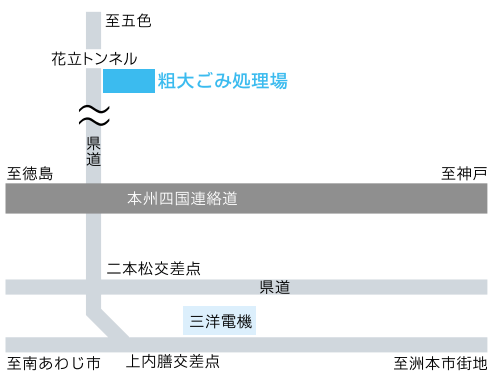 至五色
花立トンネル
粗大ごみ処理場
県道
至徳島
至神戸
本州四国連絡道
二本松交差点
県道
三洋電機
至南あわじ市
上内膳交差点
至洲本市街地